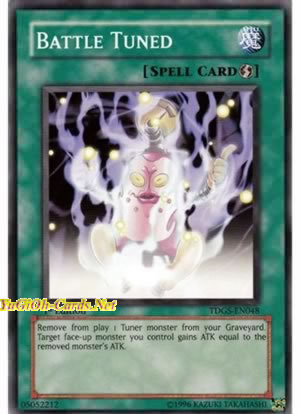 BATTLE TUNED
[SPELL CARD]
YuGiOh-Cards.Net
TDGS-EN048
Remove from play 1 Tuner monster from your Graveyard.
Target face-up monster you control gains ATK equal to the
removed monster's ATK.
05052212
©1996 KAZUKI TAKAHASHI